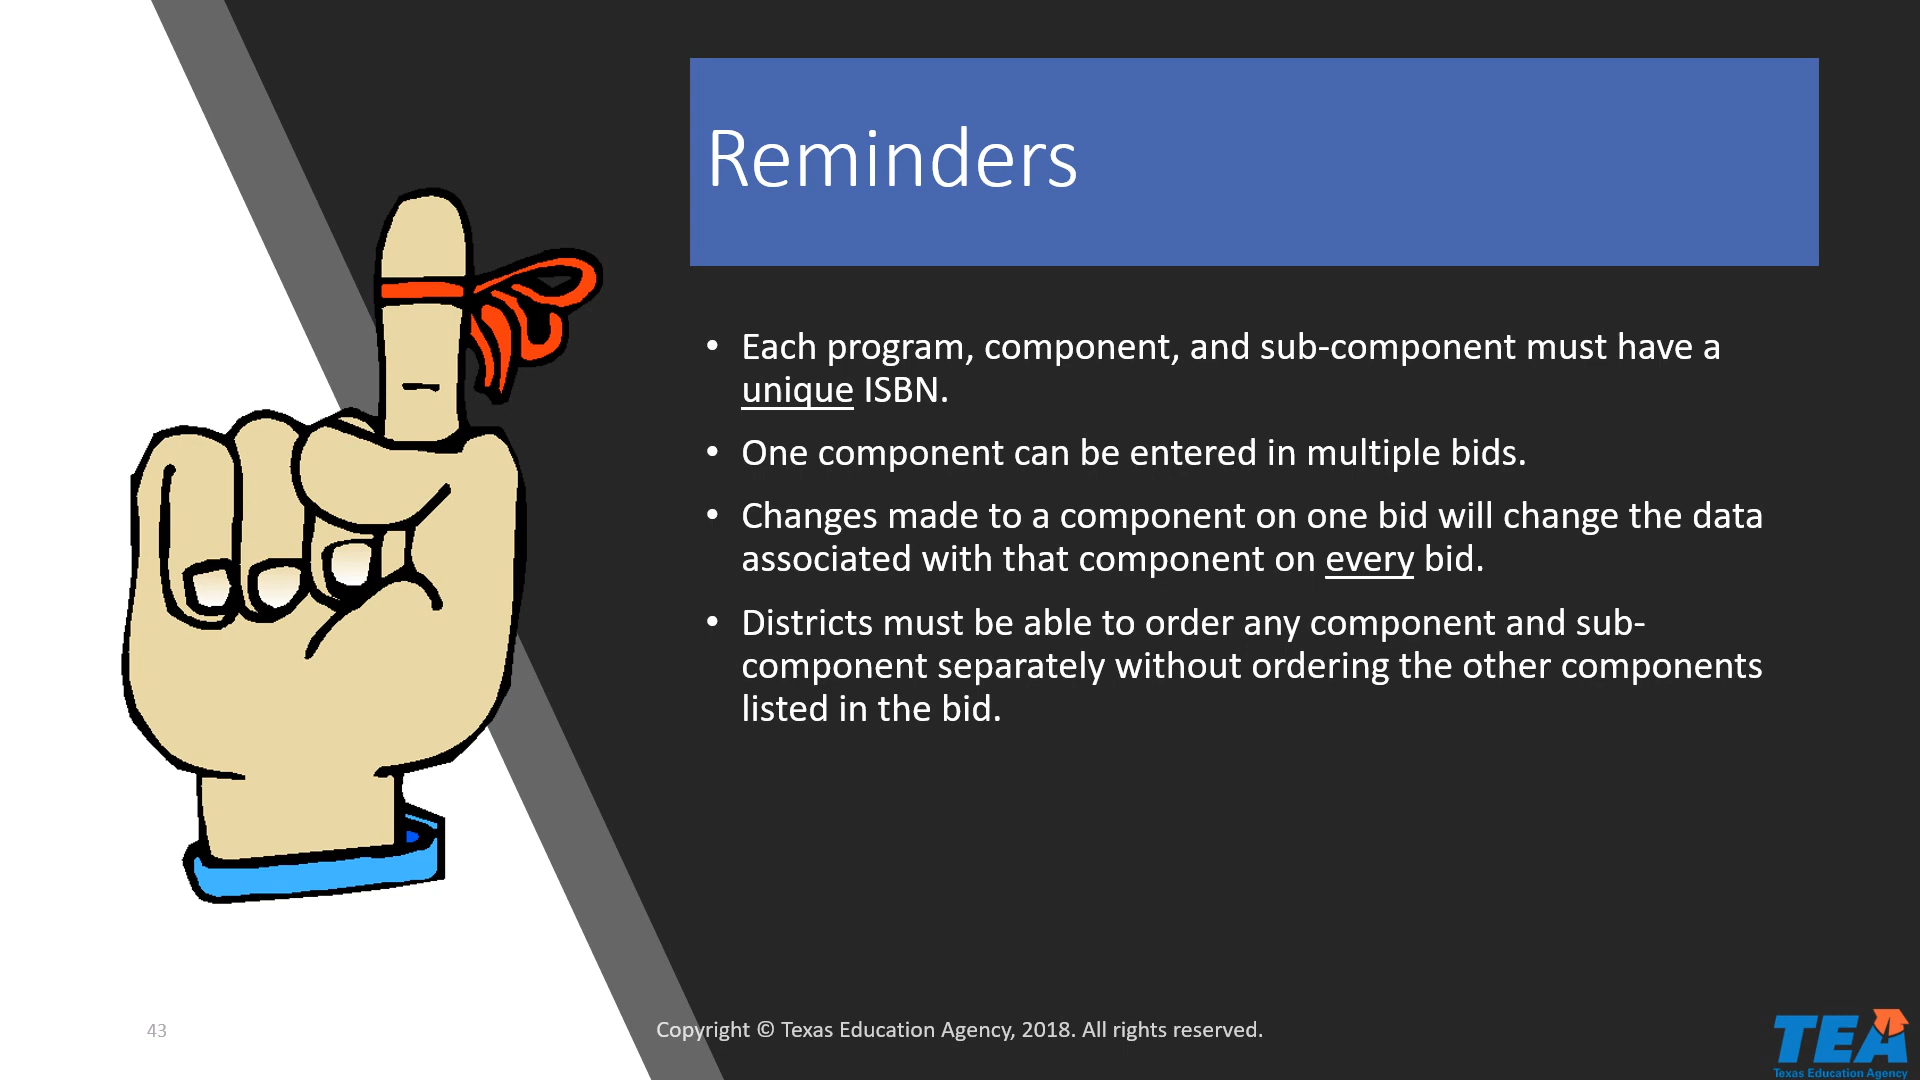 Reminders
• Each program, component, and sub-component must have a
unique ISBN.
• One component can be entered in multiple bids.
• Changes made to a component on one bid will change the data
associated with that component on every bid.
• Districts must be able to order any component and sub-
component separately without ordering the other components
listed in the bid.
43
Copyright © Texas Education Agency, 2018. All rights reserved.
TEA
Texas Education Agency